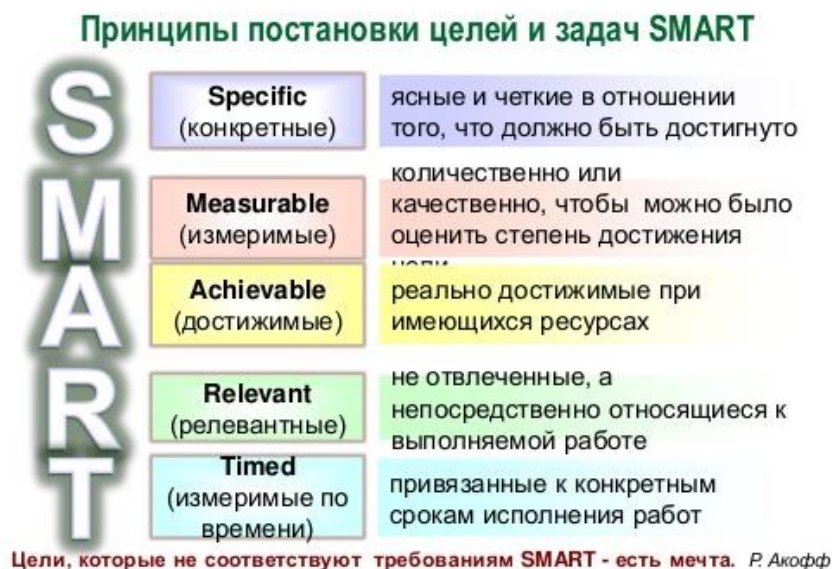 Принципы постановки целей и задач SMART
S
Specific
(конкретные)
ясные и четкие в отношении
того, что должно быть достигнуто
M
Measurable
(измеримые)
количественно или
качественно, чтобы можно было
оценить степень достижения
цели
A
Achievable
(достижимые)
реально достижимые при
имеющихся ресурсах
R
Relevant
(релевантные)
не отвлеченные, а
непосредственно относящиеся к
выполняемой работе
T
Timed
(измеримые по
времени)
привязанные к конкретным
срокам исполнения работ
Цели, которые не соответствуют требованиям SMART - есть мечта. Р. Акофф